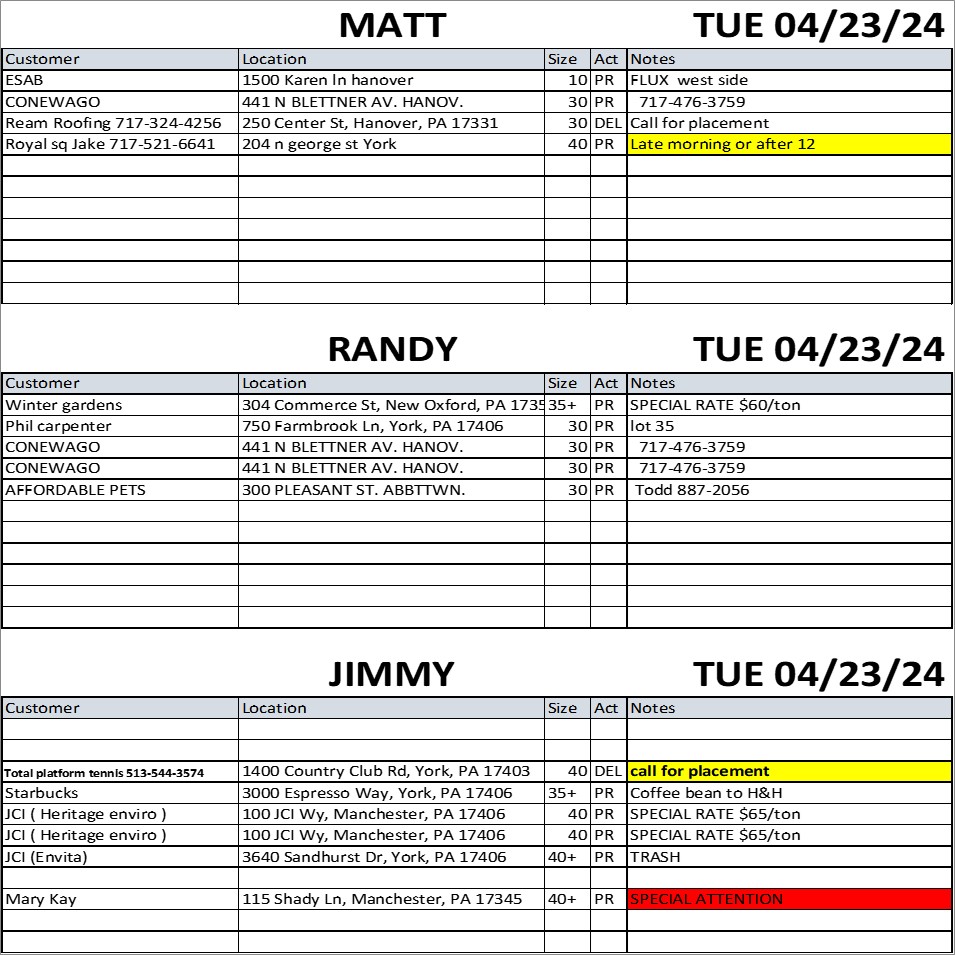 MATT TUE 04/23/24
Customer Location Size Act Notes
ESAB 1500 Karen ln hanover 10 PR FLUX west side
CONEWAGO 441 N BLETTNER AV. HANOV. 30 PR 717-476-3759
Ream Roofing 717-324-4256 250 Center St, Hanover, PA 17331 30 DEL Call for placement
Royal sq Jake 717-521-6641 204 n george st York 40 PR Late morning or after 12
RANDY TUE 04/23/24
Customer Location Size Act Notes
Winter gardens 304 Commerce St, New Oxford, PA 1735 35+ PR SPECIAL RATE $60/ton
Phil carpenter 750 Farmbrook Ln, York, PA 17406 30 PR lot 35
CONEWAGO 441 N BLETTNER AV. HANOV. 30 PR 717-476-3759
CONEWAGO 441 N BLETTNER AV. HANOV. 30 PR 717-476-3759
AFFORDABLE PETS 300 PLEASANT ST. ABBTTWN. 30 PR Todd 887-2056
JIMMY TUE 04/23/24
Customer Location Size Act Notes
Total platform tennis 513-544-3574 1400 Country Club Rd, York, PA 17403 40 DEL call for placement
Starbucks 3000 Espresso Way, York, PA 17406 35+ PR Coffee bean to H&H
JCI ( Heritage enviro ) 100 JCI Wy, Manchester, PA 17406 40 PR SPECIAL RATE $65/ton
JCI ( Heritage enviro ) 100 JCI Wy, Manchester, PA 17406 40 PR SPECIAL RATE $65/ton
JCI (Envita) 3640 Sandhurst Dr, York, PA 17406 40+ PR TRASH
Mary Kay 115 Shady Ln, Manchester, PA 17345 40+ PR SPECIAL ATTENTION